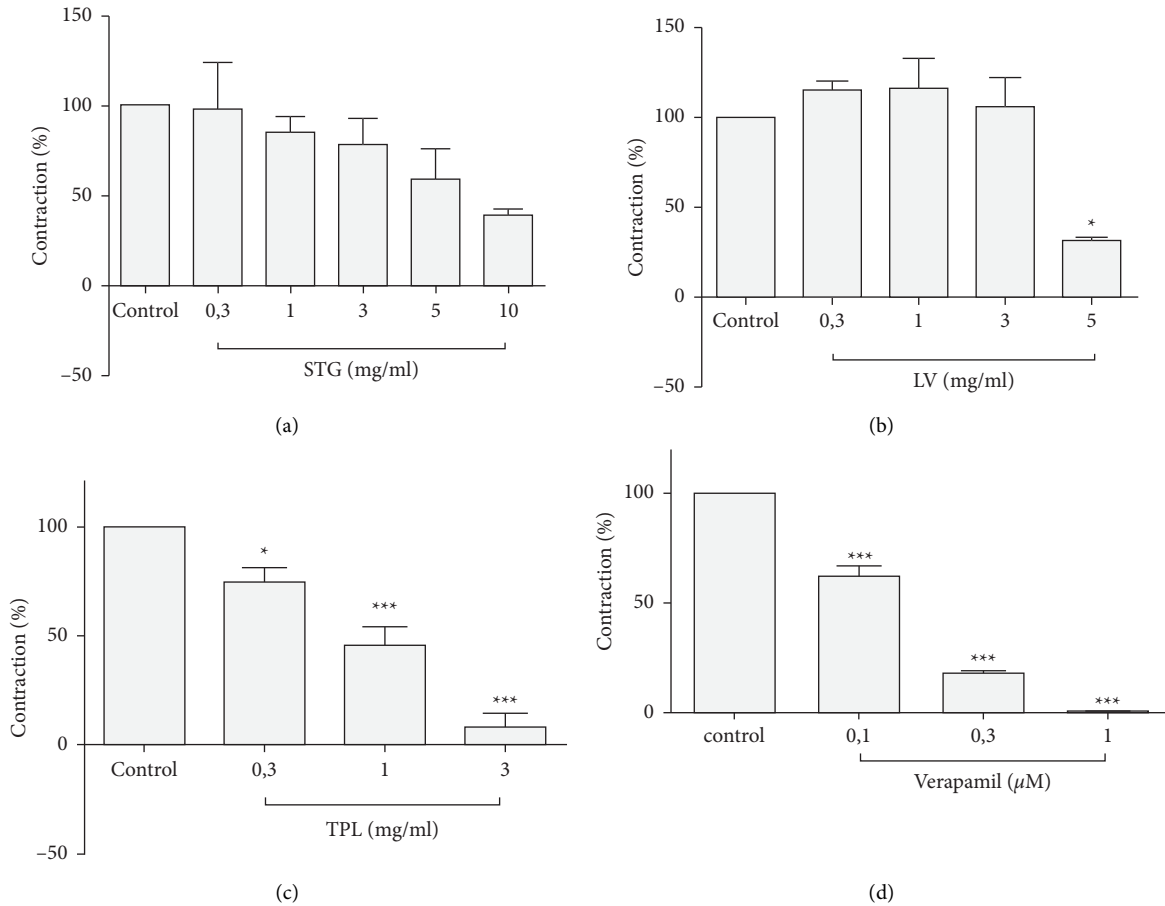 150
100
50
0
−50
Contraction (%)
Control 0,3 1 3 5 10
STG (mg/ml)
(a)
150
100
50
0
−50
Contraction (%)
*
Control 0,3 1 3 5
LV (mg/ml)
(b)
100
50
0
−50
Contraction (%)
*
***
***
Control 0,3 1 3
TPL (mg/ml)
(c)
100
50
0
Contraction (%)
***
***
***
control 0,1 0,3 1
Verapamil (µM)
(d)